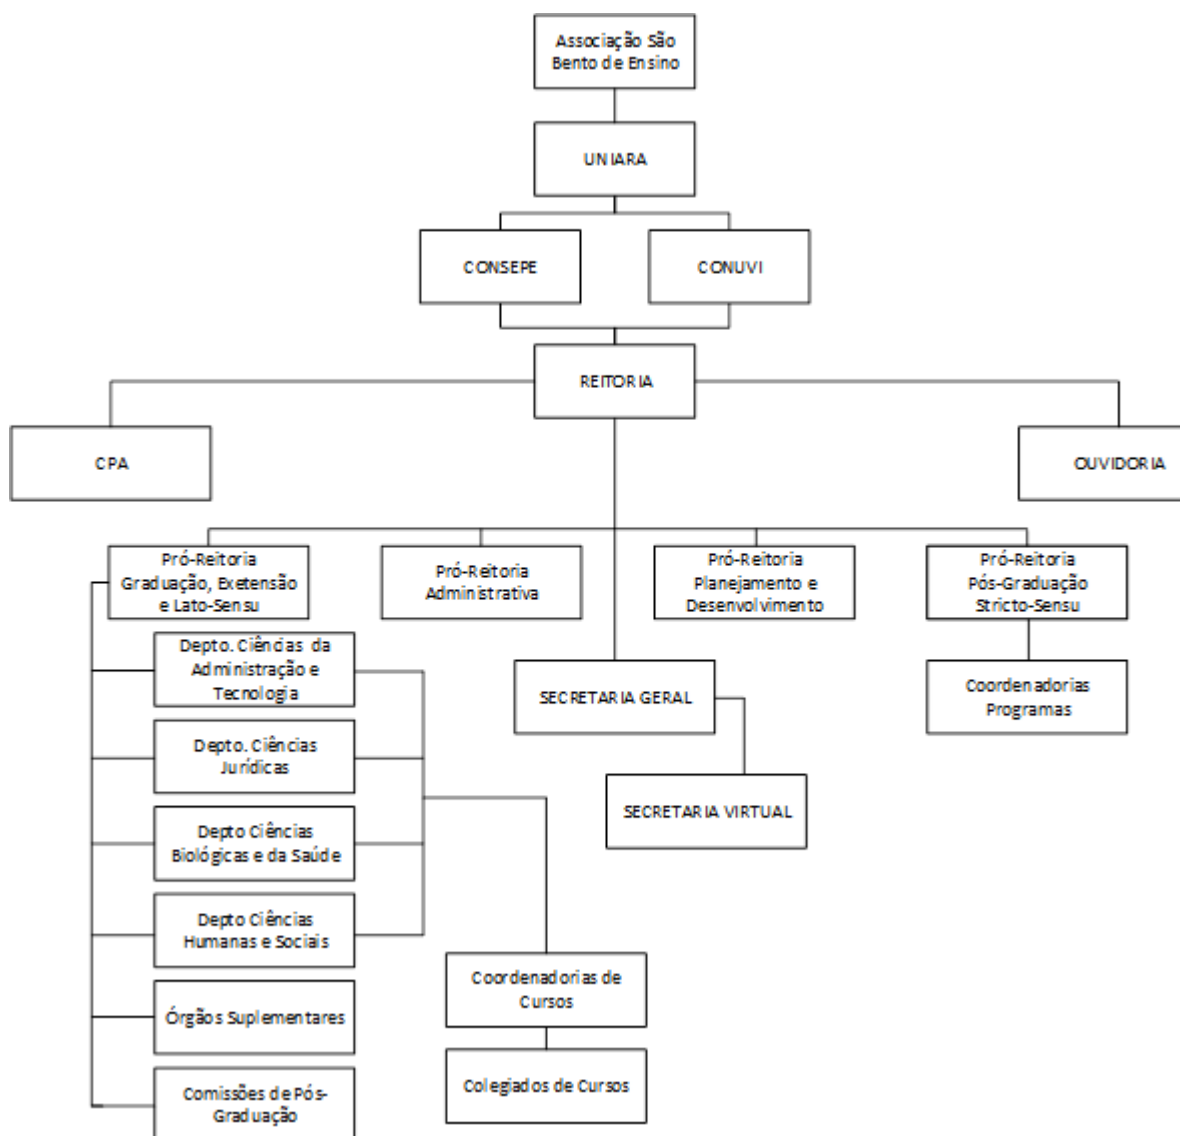 Associação São
Bento de Ensino
UNIARA
CONSEPE
CONUVI
REITORIA
CPA
OUVIDORIA
Pró-Reitoria
Graduação, Exetensão
e Lato-Sensu
Pró-Reitoria
Administrativa
Pró-Reitoria
Planejamento e
Desenvolvimento
Pró-Reitoria
Pós-Graduação
Stricto-Sensu
Depto. Ciências da
Administração e
Tecnologia
SECRETARIA GERAL
Coordenadorias
Programas
Depto. Ciências
Jurídicas
SECRETARIA VIRTUAL
Depto Ciências
Biológicas e da Saúde
Depto Ciências
Humanas e Sociais
Coordenadorias de
Cursos
Órgãos Suplementares
Colegiados de Cursos
Comissões de Pós-
Graduação